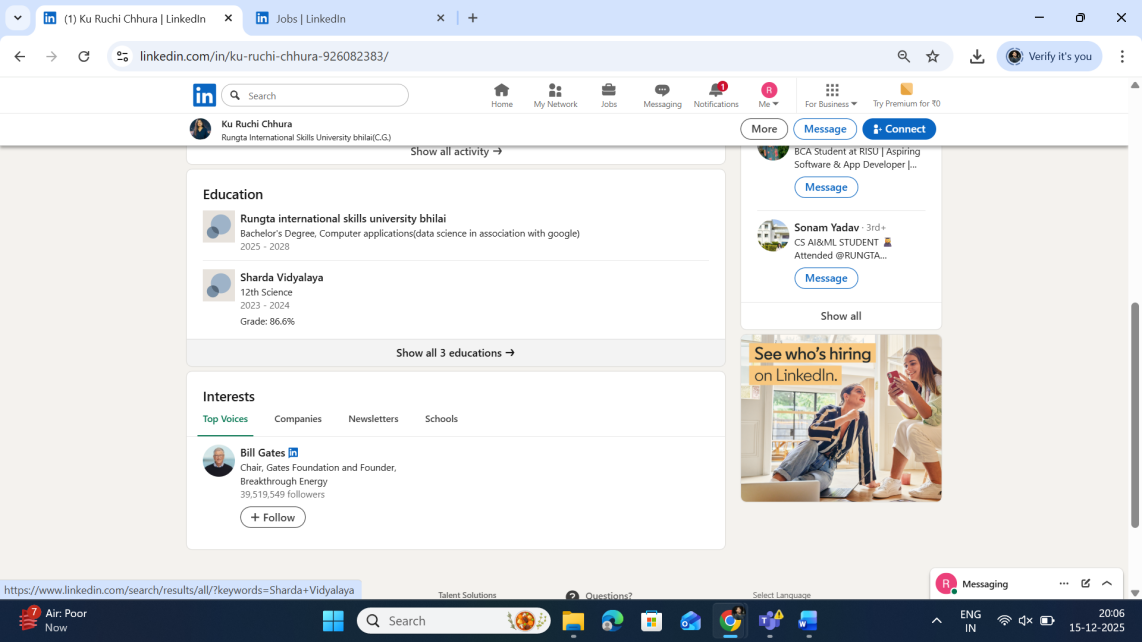 (1) Ku Ruchi Chhura | LinkedIn
Jobs | LinkedIn
linkedin.com/in/ku-ruchi-chhura-926082383/
Verify it's you
in
Search
Home
My Network
Jobs
Messaging
1
Notifications
R
Me
For Business
Try Premium for ₹0
Ku Ruchi Chhura
Rungta International Skills University bhilai(C.G.)
More
Message
Connect
Show all activity →
Education
Rungta international skills university bhilai
Bachelor's Degree, Computer applications(data science in association with google)
2025 - 2028
Sharda Vidyalaya
12th Science
2023 - 2024
Grade: 86.6%
Show all 3 educations →
Interests
Top Voices
Companies
Newsletters
Schools
Bill Gates in
Chair, Gates Foundation and Founder,
Breakthrough Energy
39,519,549 followers
+ Follow
BCA Student at RISU | Aspiring
Software & App Developer |...
Message
Sonam Yadav · 3rd+
CS AI&ML STUDENT
Attended @RUNGTA...
Message
Show all
See who's hiring
on LinkedIn.
https://www.linkedin.com/search/results/all/?keywords=Sharda+Vidyalaya
Talent Solutions
Questions?
Select Language
R
Messaging
7
Air: Poor
Now
Search
ENG
IN
20:06
15-12-2025